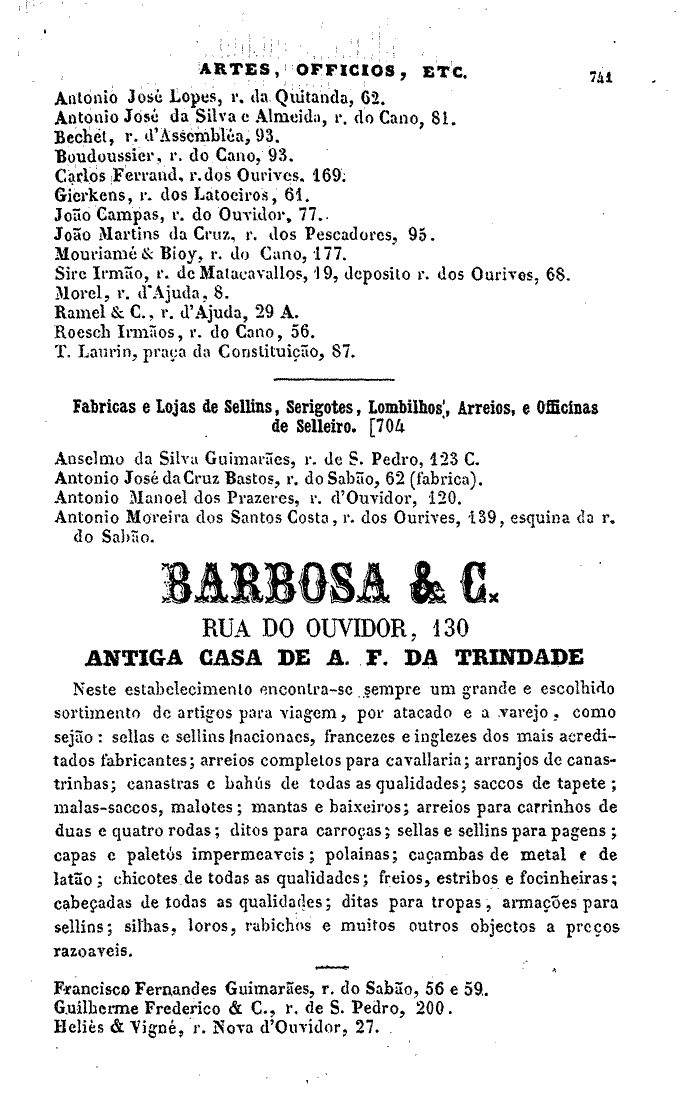 ARTES, OFFICIOS, ETC. 741
Antonio José Lopes, r. da Quitanda, 62.
Antonio José da Silva e Almeida, r. do Cano, 81.
Bechet, r. d'Assembléa, 93.
Boudoussier, r. do Cano, 93.
Carlos Ferrand, r. dos Ourives. 169.
Gierkens, r. dos Latoeiros, 61.
João Campas, r. do Ouvidor, 77.
João Martins da Cruz, r. dos Pescadores, 95.
Mouriamé & Bioy, r. do Cano, 177.
Sire Irmão, r. de Matacavallos, 19, deposito r. dos Ourives, 68.
Morel, r. d'Ajuda, 8.
Ramel & C., r. d'Ajuda, 29 A.
Roesch Irmãos, r. do Cano, 56.
T. Laurin, praça da Constituição, 87.
Fabricas e Lojas de Sellins, Serigotes, Lombilhos, Arreios, e Officinas
de Selleiro. [704
Anselmo da Silva Guimarães, r. de S. Pedro, 123 C.
Antonio José da Cruz Bastos, r. do Sabão, 62 (fabrica).
Antonio Manoel dos Prazeres, r. d'Ouvidor, 120.
Antonio Moreira dos Santos Costa, r. dos Ourives, 139, esquina da r.
do Sabão.
BARBOSA & C.
RUA DO OUVIDOR, 130
ANTIGA CASA DE A. F. DA TRINDADE
Neste estabelecimento encontra-se sempre um grande e escolhido
sortimento de artigos para viagem, por atacado e a varejo, como
sejão: sellas e sellins nacionaes, francezes e inglezes dos mais acredi-
tados fabricantes; arreios completos para cavallaria; arranjos de canas-
trinhas; canastras e bahús de todas as qualidades; saccos de tapete;
malas-saccos, malotes; mantas e baixeiros; arreios para carrinhos de
duas e quatro rodas; ditos para carroças; sellas e sellins para pagens;
capas e paletós impermeaveis; polainas; caçambas de metal e de
latão; chicotes de todas as qualidades; freios, estribos e focinheiras;
cabeçadas de todas as qualidades; ditas para tropas, armações para
sellins; silhas, loros, rabichos e muitos outros objectos a preços
razoaveis.
Francisco Fernandes Guimarães, r. do Sabão, 56 e 59.
Guilherme Frederico & C., r. de S. Pedro, 200.
Heliés & Vigné, r. Nova d'Ouvidor, 27.